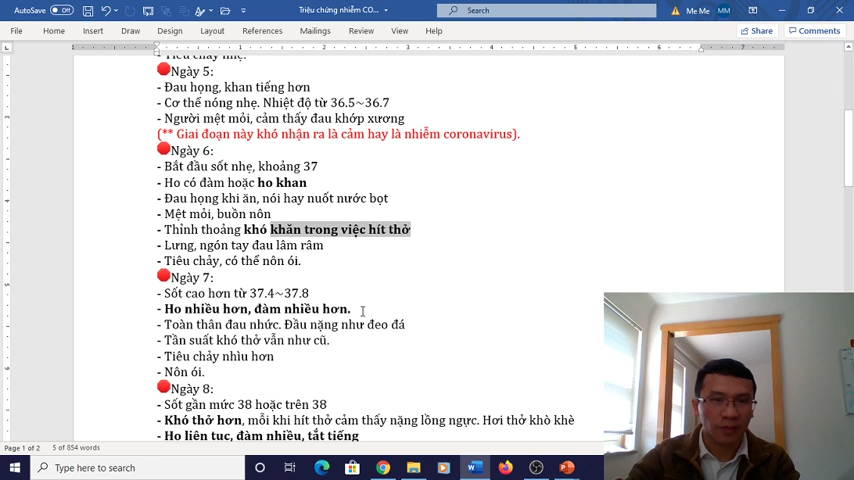 AutoSave Off Triệu chứng nhiễm CO... Search Me Me MM
File Home Insert Draw Design Layout References Mailings Review View Help Share Comments
- Tiêu chảy nhẹ.
Ngày 5:
- Đau họng, khan tiếng hơn
- Cơ thể nóng nhẹ. Nhiệt độ từ 36.5~36.7
- Người mệt mỏi, cảm thấy đau khớp xương
(** Giai đoạn này khó nhận ra là cảm hay là nhiễm coronavirus).
Ngày 6:
- Bắt đầu sốt nhẹ, khoảng 37
- Ho có đàm hoặc ho khan
- Đau họng khi ăn, nói hay nuốt nước bọt
- Mệt mỏi, buồn nôn
- Thỉnh thoảng khó khăn trong việc hít thở
- Lưng, ngón tay đau lâm râm
- Tiêu chảy, có thể nôn ói.
Ngày 7:
- Sốt cao hơn từ 37.4~37.8
- Ho nhiều hơn, đàm nhiều hơn.
- Toàn thân đau nhức. Đầu nặng như đeo đá
- Tần suất khó thở vẫn như cũ.
- Tiêu chảy nhìu hơn
- Nôn ói.
Ngày 8:
- Sốt gần mức 38 hoặc trên 38
- Khó thở hơn, mỗi khi hít thở cảm thấy nặng lồng ngực. Hơi thở khò khè
- Ho liên tục, đàm nhiều, tắt tiếng
Page 1 of 2 5 of 854 words
Type here to search